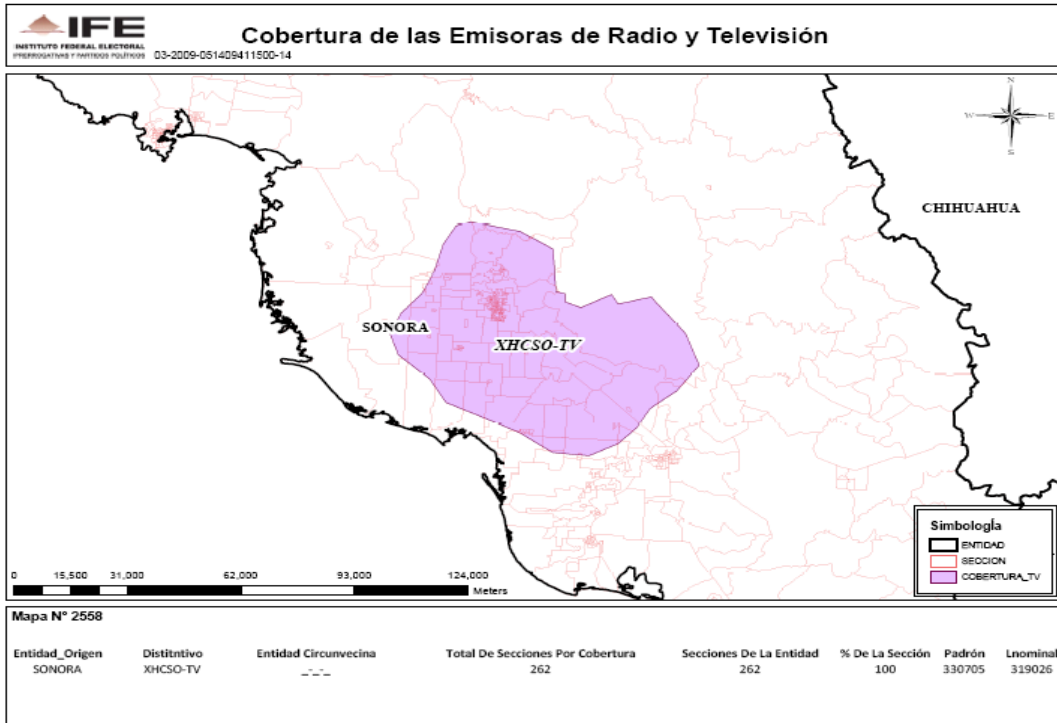 IFE
INSTITUTO FEDERAL ELECTORAL
PRERROGATIVAS Y PARTIDOS POLÍTICOS
03-2009-051409411500-14
Cobertura de las Emisoras de Radio y Televisión
N
W E
S
CHIHUAHUA
SONORA
XHCSO-TV
Simbología
ENTIDAD
SECCION
COBERTURA_TV
0 15,500 31,000 62,000 93,000 124,000
Meters
Mapa N° 2558
Entidad_Origen Distitntivo Entidad Circunvecina Total De Secciones Por Cobertura Secciones De La Entidad % De La Sección Padrón Lnominal
SONORA XHCSO-TV _-_-_ 262 262 100 330705 319026